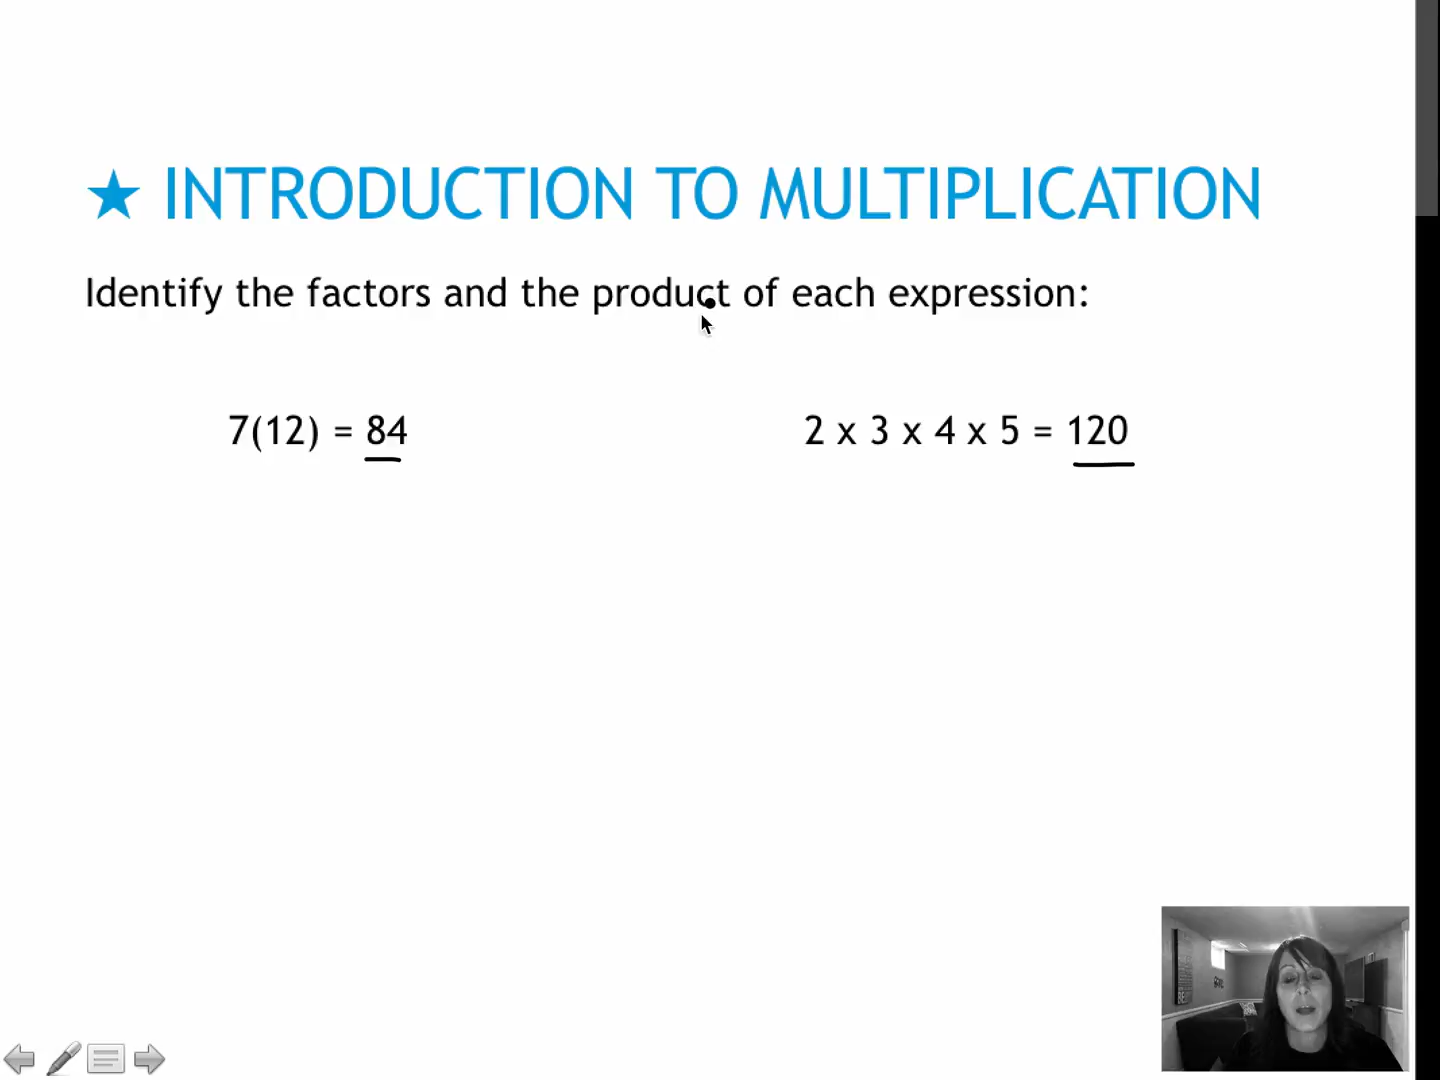 ★ INTRODUCTION TO MULTIPLICATION
Identify the factors and the product of each expression:
7(12) = 84
2 x 3 x 4 x 5 = 120